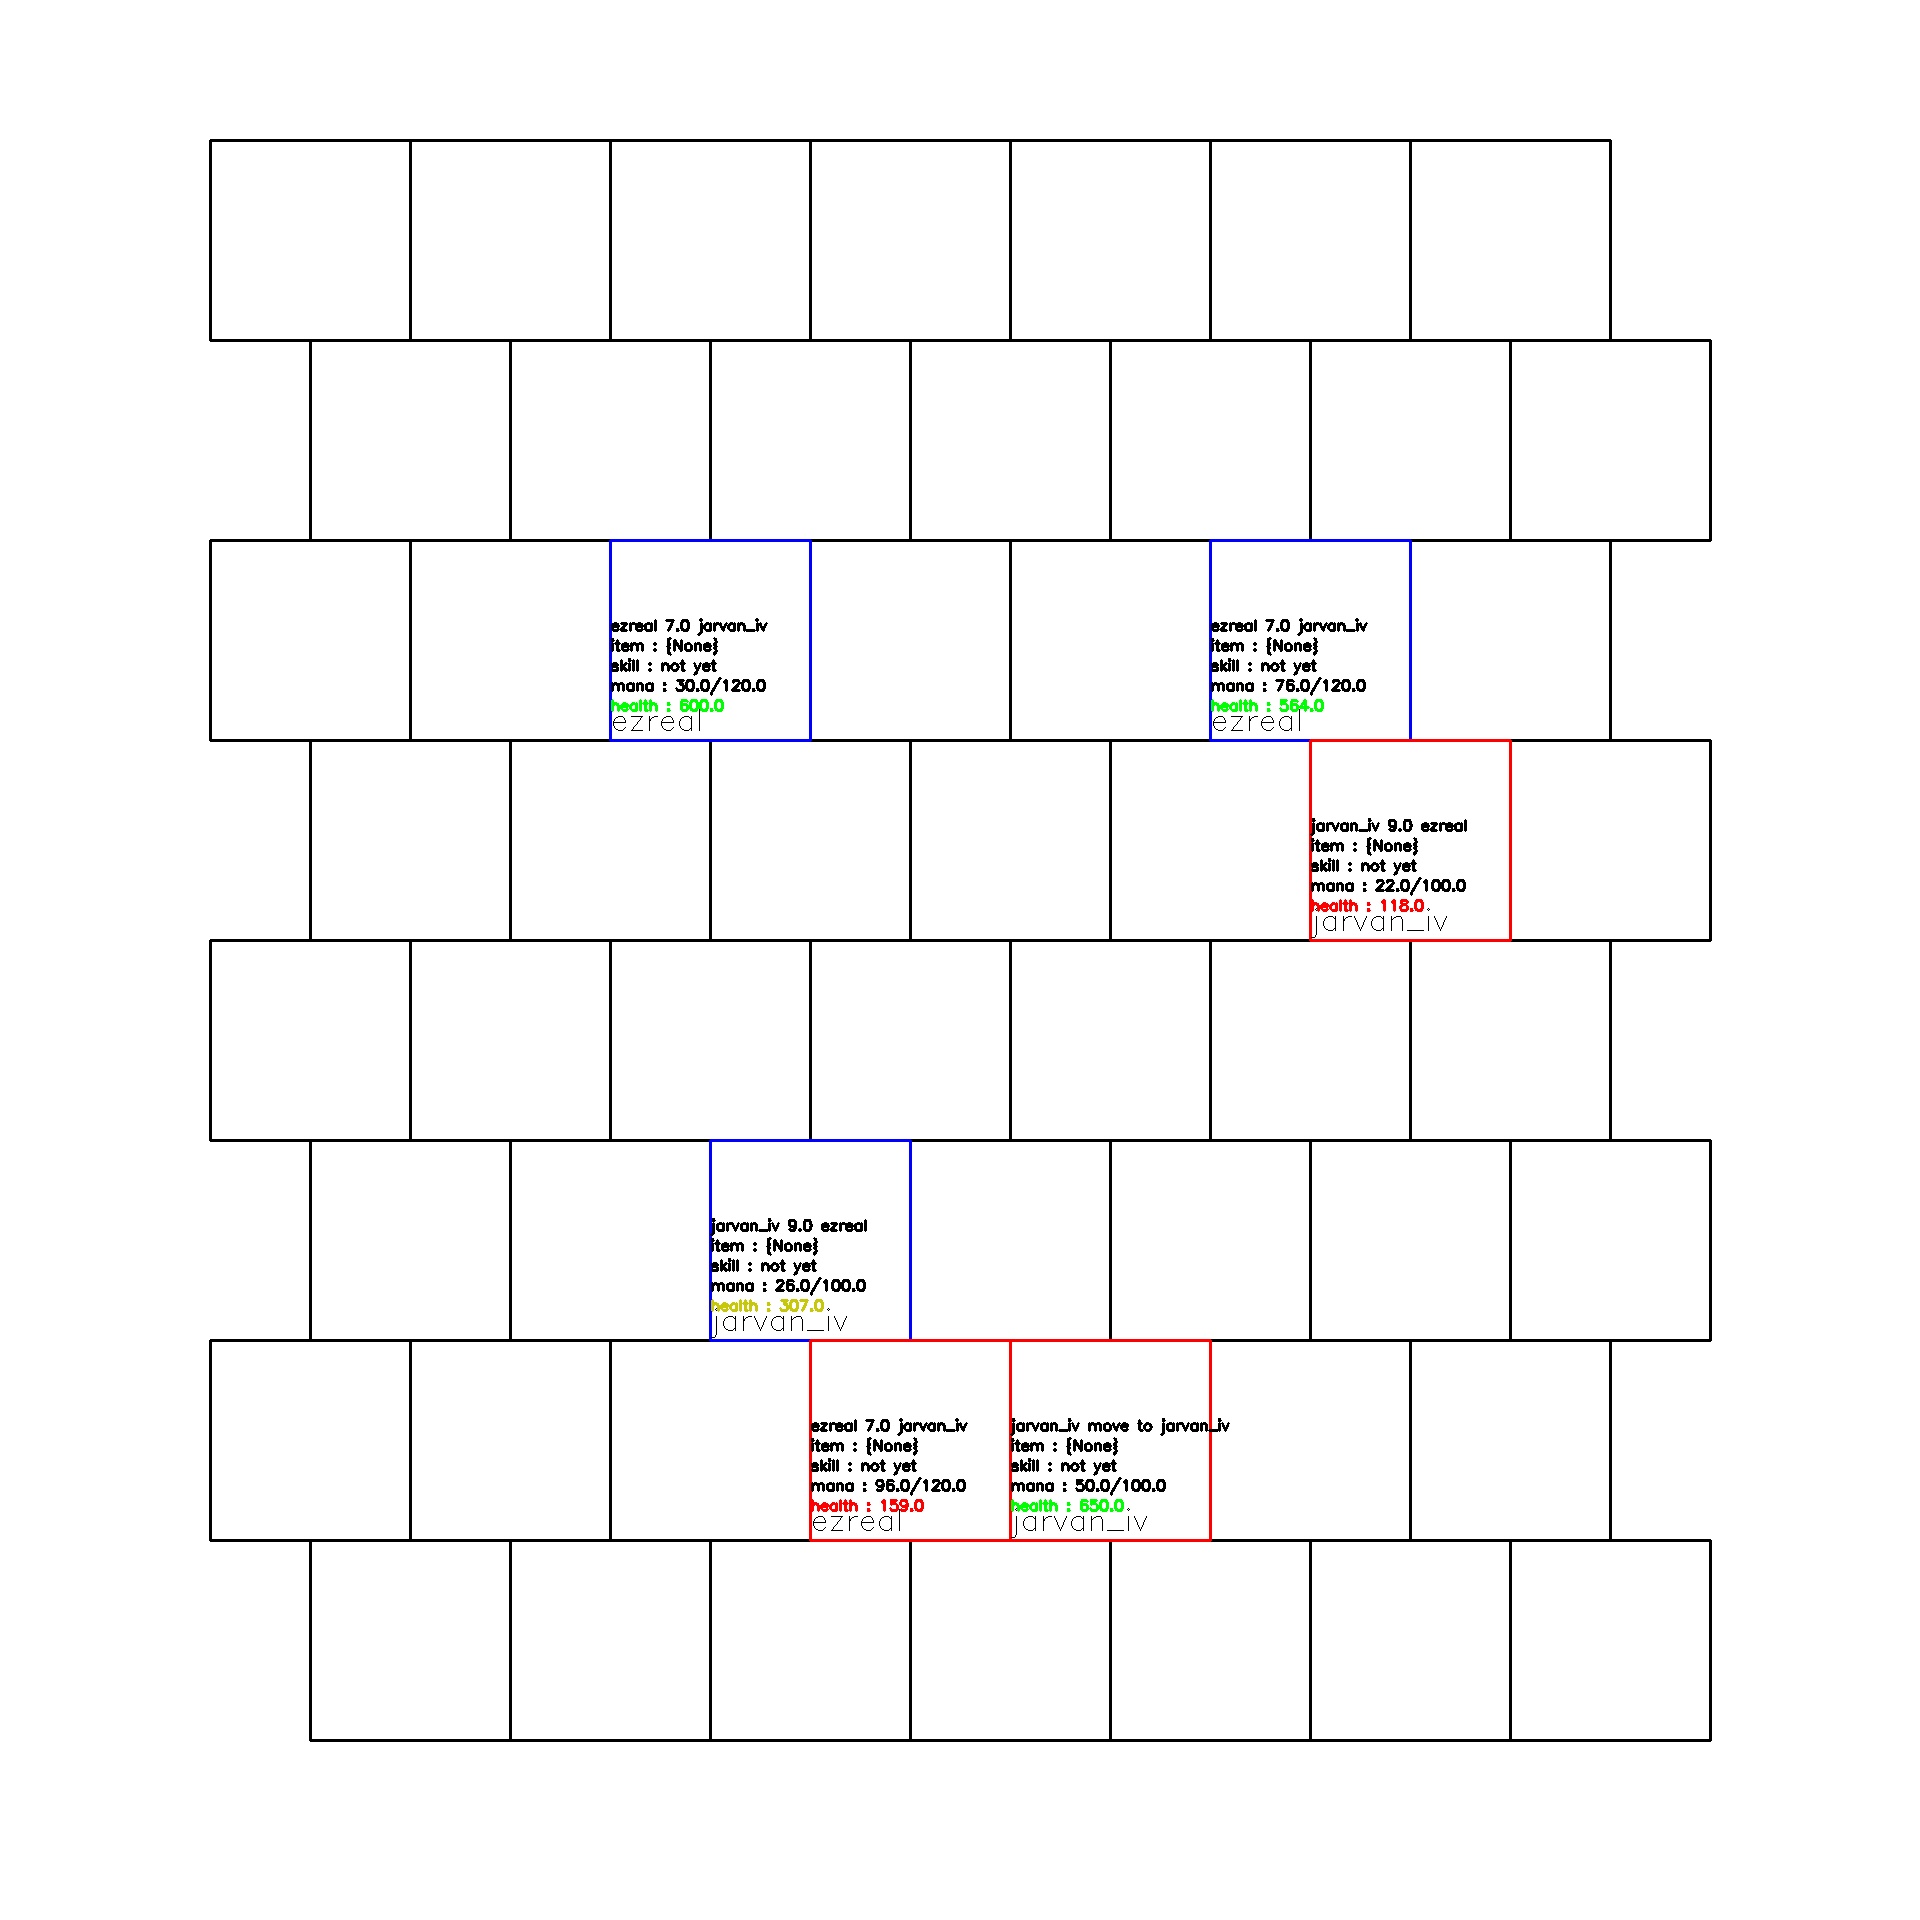 ezreal 7.0 jarvan_iv
item : {None}
skill : not yet
mana : 30.0/120.0
health : 600.0
ezreal
ezreal 7.0 jarvan_iv
item : {None}
skill : not yet
mana : 76.0/120.0
health : 564.0
ezreal
jarvan_iv 9.0 ezreal
item : {None}
skill : not yet
mana : 22.0/100.0
health : 118.0
jarvan_iv
jarvan_iv 9.0 ezreal
item : {None}
skill : not yet
mana : 26.0/100.0
health : 307.0
jarvan_iv
ezreal 7.0 jarvan_iv
item : {None}
skill : not yet
mana : 96.0/120.0
health : 159.0
ezreal
jarvan_iv move to jarvan_iv
item : {None}
skill : not yet
mana : 50.0/100.0
health : 650.0
jarvan_iv